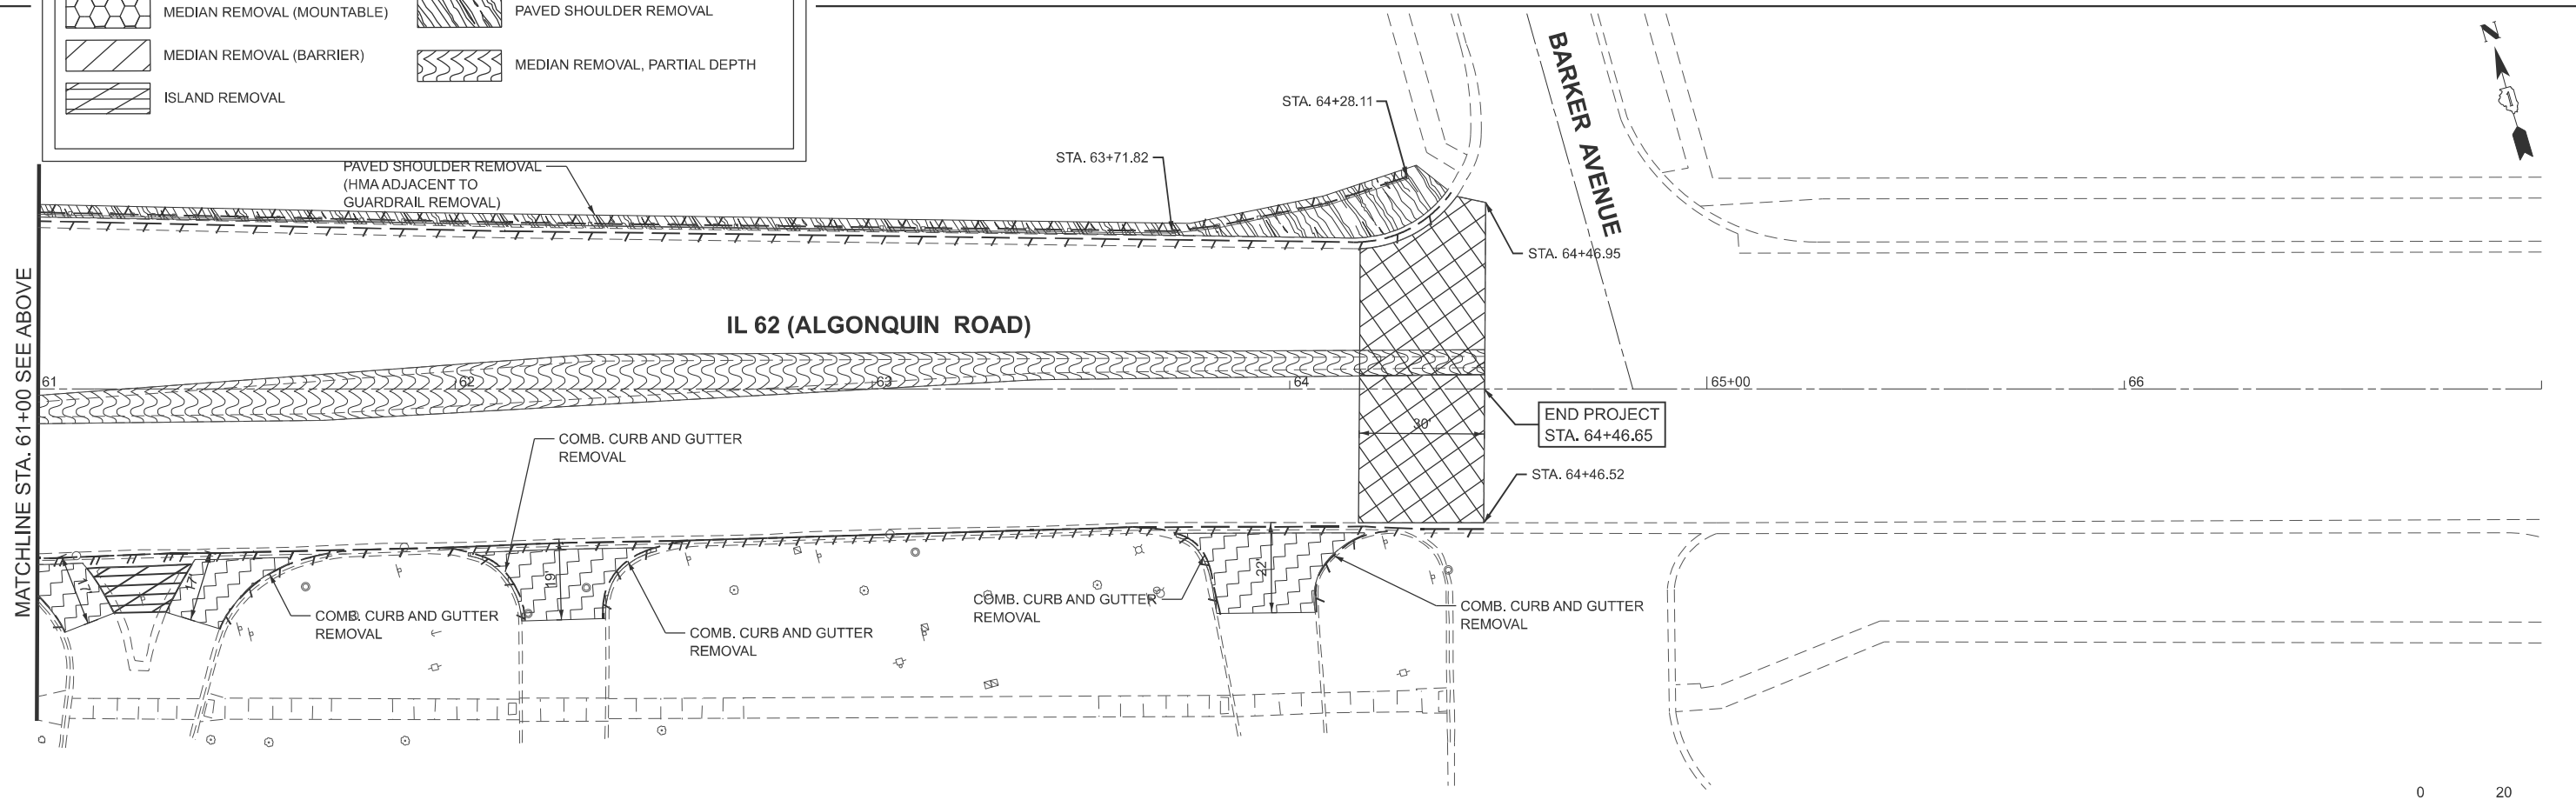 MEDIAN REMOVAL (MOUNTABLE)
PAVED SHOULDER REMOVAL
MEDIAN REMOVAL (BARRIER)
MEDIAN REMOVAL, PARTIAL DEPTH
ISLAND REMOVAL
N
BARKER AVENUE
STA. 64+28.11
STA. 63+71.82
PAVED SHOULDER REMOVAL
(HMA ADJACENT TO
GUARDRAIL REMOVAL)
STA. 64+46.95
MATCHLINE STA. 61+00 SEE ABOVE
IL 62 (ALGONQUIN ROAD)
61
62
63
64
65+00
66
END PROJECT
STA. 64+46.65
30'
COMB. CURB AND GUTTER
REMOVAL
STA. 64+46.52
17'
17'
19'
22'
COMB. CURB AND GUTTER
REMOVAL
COMB. CURB AND GUTTER
REMOVAL
COMB. CURB AND GUTTER
REMOVAL
COMB. CURB AND GUTTER
REMOVAL
0 20